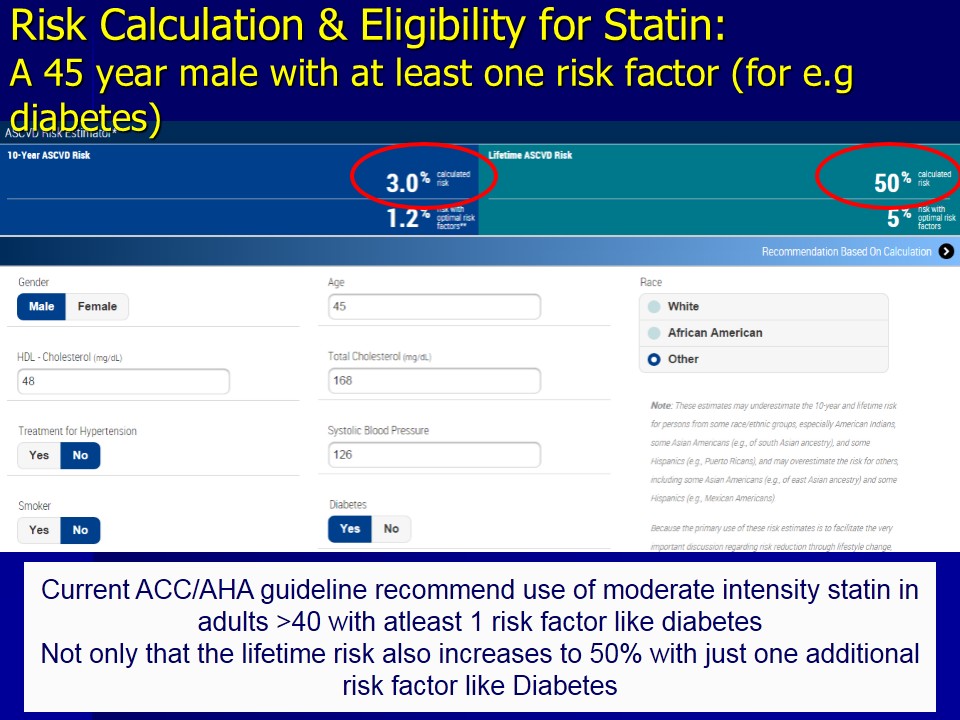 Risk Calculation & Eligibility for Statin:
A 45 year male with at least one risk factor (for e.g
diabetes)
ASCVD Risk Estimator*
10-Year ASCVD Risk
3.0% calculated risk
1.2% risk with optimal risk factors**
Lifetime ASCVD Risk
50% calculated risk
5% risk with optimal risk factors
Recommendation Based On Calculation
Gender
Male Female
Age
45
Race
White
African American
Other
HDL - Cholesterol (mg/dL)
48
Total Cholesterol (mg/dL)
168
Treatment for Hypertension
Yes No
Systolic Blood Pressure
126
Smoker
Yes No
Diabetes
Yes No
Note: These estimates may underestimate the 10-year and lifetime risk
for persons from some race/ethnic groups, especially American Indians,
some Asian Americans (e.g., of south Asian ancestry), and some
Hispanics (e.g., Puerto Ricans), and may overestimate the risk for others,
including some Asian Americans (e.g., of east Asian ancestry) and some
Hispanics (e.g., Mexican Americans)
Because the primary use of these risk estimates is to facilitate the very
important discussion regarding risk reduction through lifestyle change,
Current ACC/AHA guideline recommend use of moderate intensity statin in
adults >40 with atleast 1 risk factor like diabetes
Not only that the lifetime risk also increases to 50% with just one additional
risk factor like Diabetes